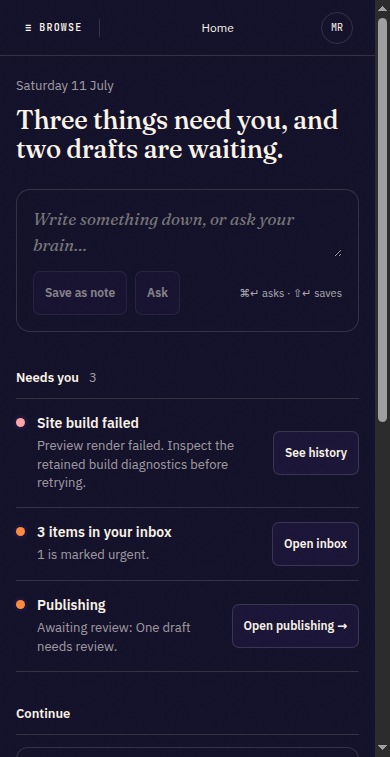 ≡ BROWSE
Home
MR
Saturday 11 July
Three things need you, and
two drafts are waiting.
Write something down, or ask your
brain...
Save as note
Ask
⌘↵ asks · ⇧↵ saves
Needs you 3
Site build failed
Preview render failed. Inspect the
retained build diagnostics before
retrying.
See history
3 items in your inbox
1 is marked urgent.
Open inbox
Publishing
Awaiting review: One draft
needs review.
Open publishing →
Continue